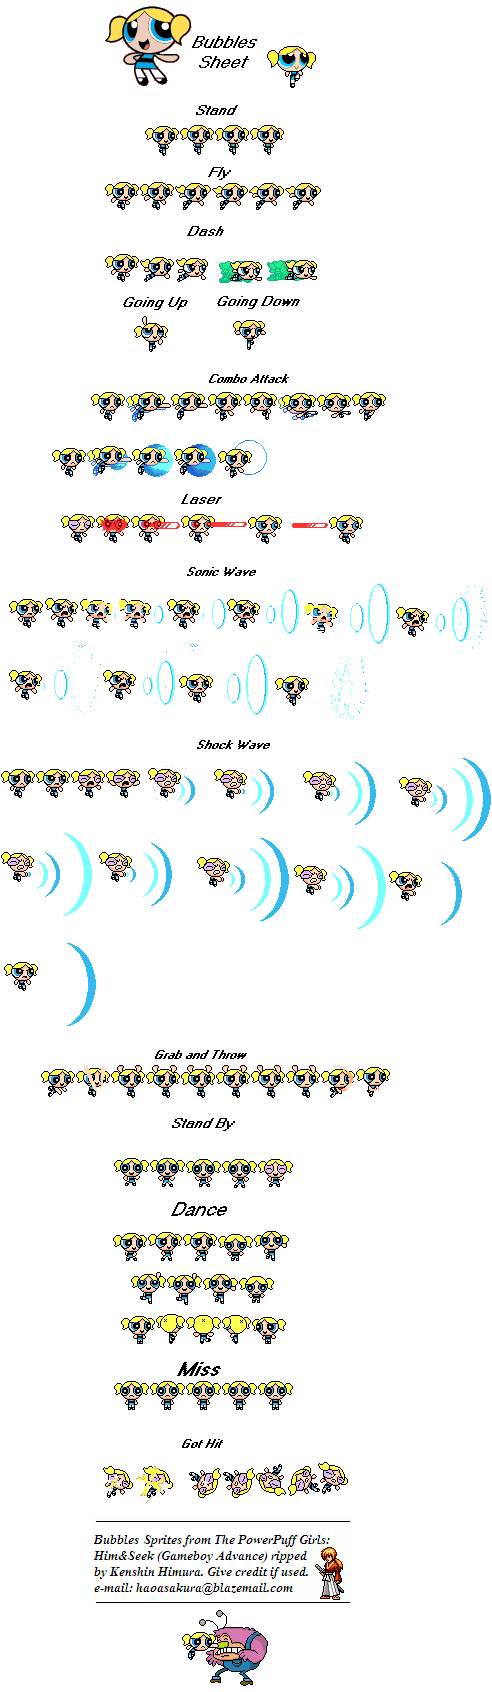 Bubbles
Sheet
Stand
Fly
Dash
Going Up Going Down
Combo Attack
Laser
Sonic Wave
Shock Wave
Grab and Throw
Stand By
Dance
Miss
Got Hit
Bubbles Sprites from The PowerPuff Girls:
Him&Seek (Gameboy Advance) ripped
by Kenshin Himura. Give credit if used.
e-mail: haoasakura@blazemail.com